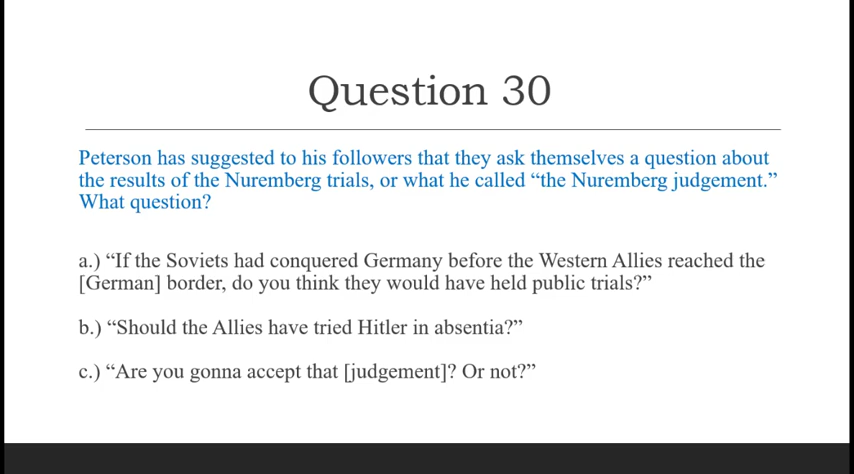 Question 30
Peterson has suggested to his followers that they ask themselves a question about
the results of the Nuremberg trials, or what he called “the Nuremberg judgement.”
What question?
a.) “If the Soviets had conquered Germany before the Western Allies reached the
[German] border, do you think they would have held public trials?”
b.) “Should the Allies have tried Hitler in absentia?”
c.) “Are you gonna accept that [judgement]? Or not?”